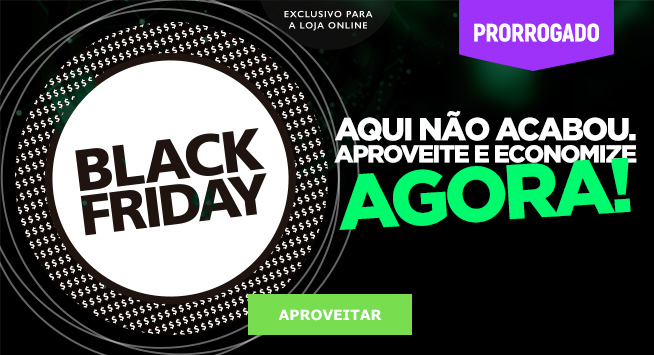 EXCLUSIVO PARA
A LOJA ONLINE
PRORROGADO
BLACK
FRIDAY
AQUI NÃO ACABOU.
APROVEITE E ECONOMIZE
AGORA!
APROVEITAR